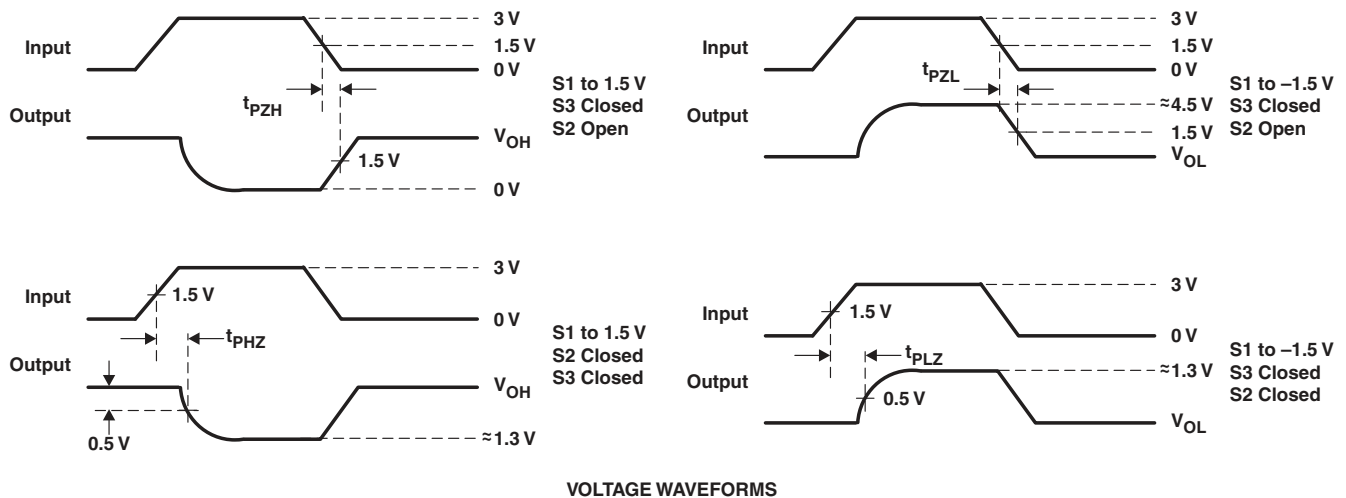 Input
3 V
1.5 V
0 V
tPZH
S1 to 1.5 V
S3 Closed
S2 Open
Output
VOH
1.5 V
0 V
Input
3 V
1.5 V
0 V
tPZL
S1 to –1.5 V
S3 Closed
S2 Open
Output
≈4.5 V
1.5 V
VOL
Input
3 V
1.5 V
0 V
tPHZ
S1 to 1.5 V
S2 Closed
S3 Closed
Output
VOH
0.5 V
≈1.3 V
Input
3 V
1.5 V
0 V
tPLZ
S1 to –1.5 V
S3 Closed
S2 Closed
Output
≈1.3 V
0.5 V
VOL
VOLTAGE WAVEFORMS